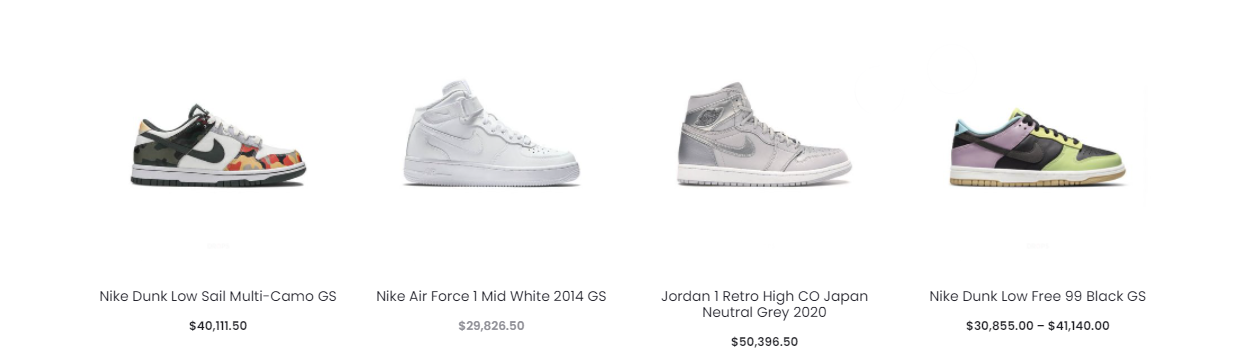 Nike Dunk Low Sail Multi-Camo GS
$40,111.50
Nike Air Force 1 Mid White 2014 GS
$29,826.50
Jordan 1 Retro High CO Japan
Neutral Grey 2020
$50,396.50
Nike Dunk Low Free 99 Black GS
$30,855.00 – $41,140.00